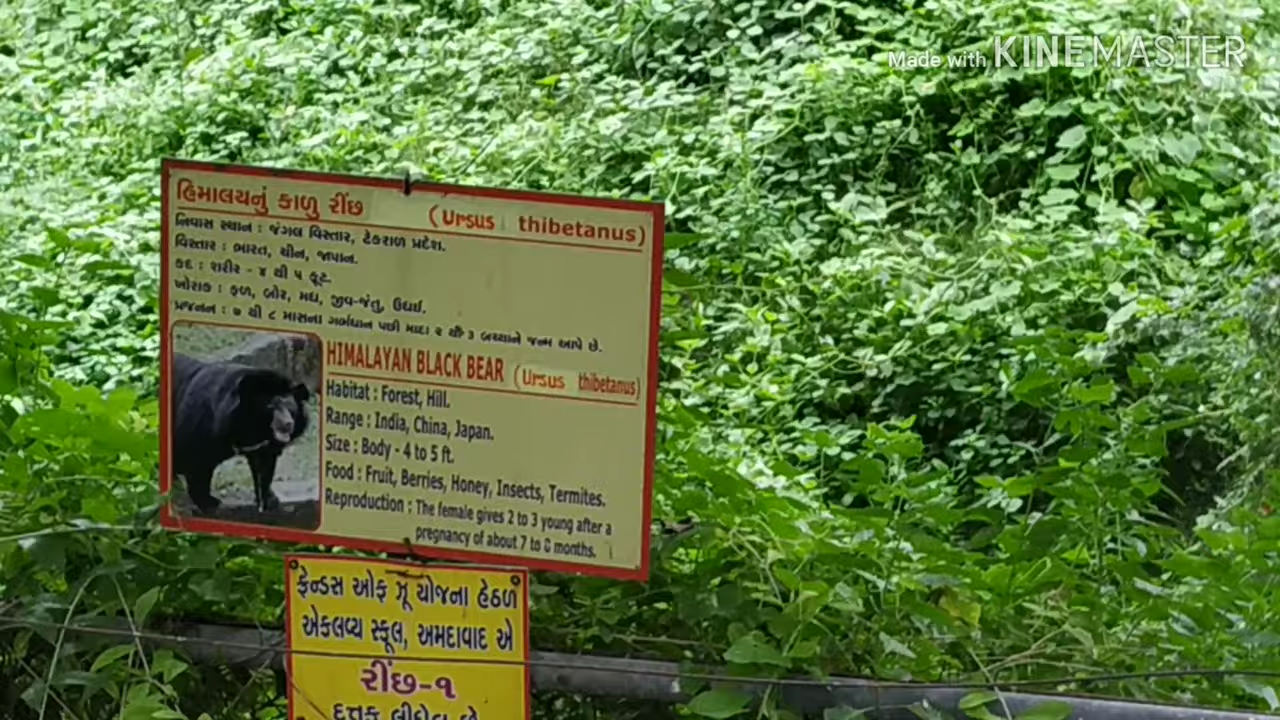 Made with KINEMASTER
હિમાલયનું કાળુ રીંછ (Ursus thibetanus)
નિવાસ સ્થાન : જંગલ વિસ્તાર, ટેકરાળ પ્રદેશ.
વિસ્તાર : ભારત, ચીન, જાપાન.
કદ : શરીર - ૪ થી ૫ ફૂટ.
ખોરાક : ફળ, બોર, મધ, જીવ-જંતુ, ઉધઈ.
પ્રજનન : ૭ થી ૮ માસના ગર્ભધાન પછી માદા ૨ થી ૩ બચ્ચાને જન્મ આપે છે.
HIMALAYAN BLACK BEAR (Ursus thibetanus)
Habitat : Forest, Hill.
Range : India, China, Japan.
Size : Body - 4 to 5 ft.
Food : Fruit, Berries, Honey, Insects, Termites.
Reproduction : The female gives 2 to 3 young after a
pregnancy of about 7 to 8 months.
ફ્રેન્ડસ ઓફ ઝૂ યોજના હેઠળ
એકલવ્ય સ્કૂલ, અમદાવાદ એ
રીંછ-૧
દત્તક લીધેલ છે